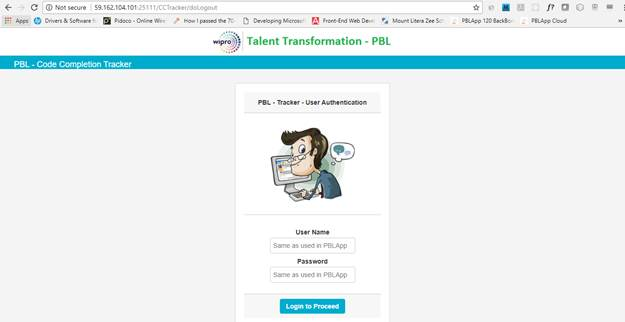 Not secure | 59.162.104.101:25111/CCTracker/doLogout
Apps Drivers & Software fo Pidoco - Online Wire How I passed the 70- Developing Microsof Front-End Web Devel Mount Litera Zee Sch PBLApp 120 BackBon PBLApp Cloud
wipro Talent Transformation - PBL
PBL - Code Completion Tracker
PBL - Tracker - User Authentication
User Name
Same as used in PBLApp
Password
Same as used in PBLApp
Login to Proceed